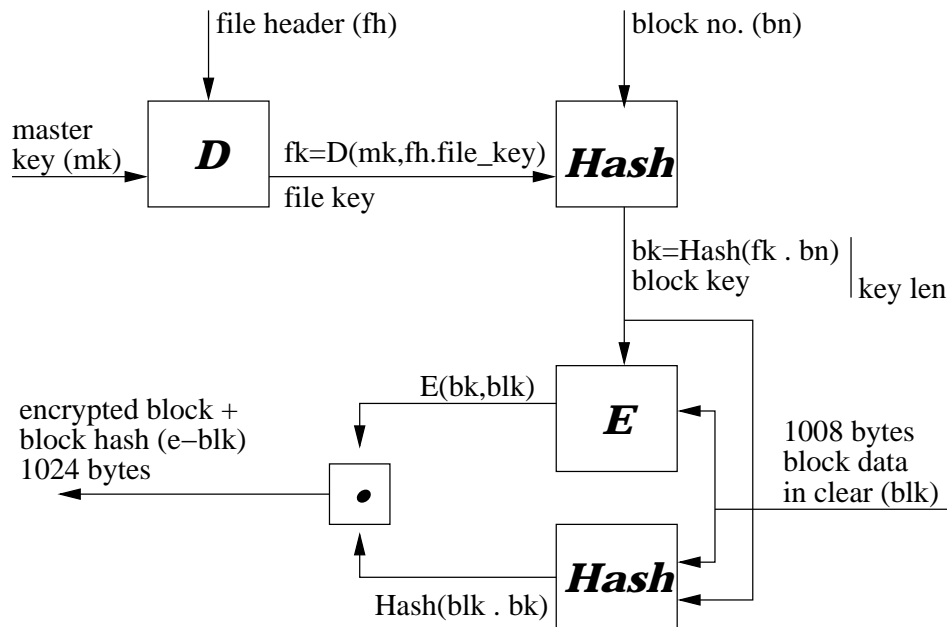 file header (fh)
block no. (bn)
master
key (mk)
D
fk=D(mk,fh.file_key)
file key
Hash
bk=Hash(fk . bn)
block key
key len
E(bk,blk)
E
encrypted block +
block hash (e−blk)
1024 bytes
1008 bytes
block data
in clear (blk)
•
Hash
Hash(blk . bk)